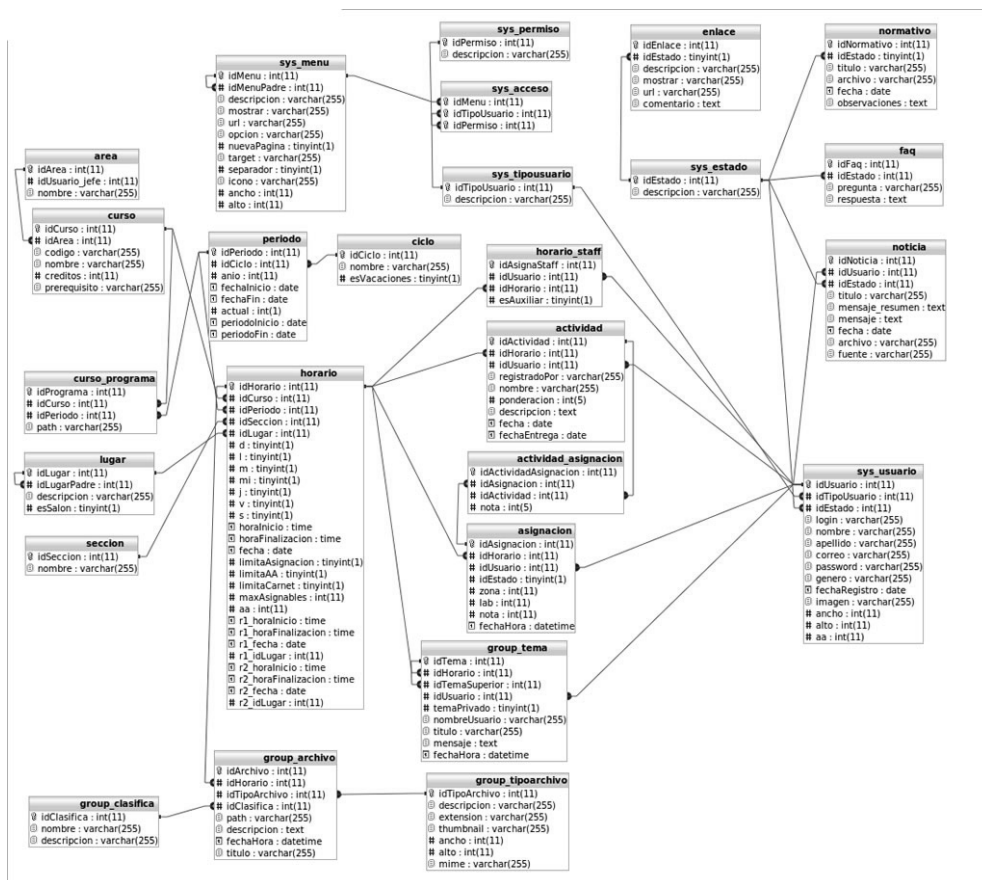 sys_permiso
idPermiso : int(11)
descripcion : varchar(255)
enlace
idEnlace : int(11)
idEstado : tinyint(1)
descripcion : varchar(255)
mostrar : varchar(255)
url : varchar(255)
comentario : text
normativo
idNormativo : int(11)
idEstado : tinyint(1)
titulo : varchar(255)
archivo : varchar(255)
fecha : date
observaciones : text
sys_menu
idMenu : int(11)
# idMenuPadre : int(11)
descripcion : varchar(255)
mostrar : varchar(255)
url : varchar(255)
opcion : varchar(255)
# nuevaPagina : tinyint(1)
target : varchar(255)
# separador : tinyint(1)
icono : varchar(255)
# ancho : int(11)
# alto : int(11)
sys_acceso
idMenu : int(11)
# idTipoUsuario : int(11)
# idPermiso : int(11)
area
idArea : int(11)
# idUsuario_jefe : int(11)
nombre : varchar(255)
sys_tipousuario
idTipoUsuario : int(11)
descripcion : varchar(255)
sys_estado
idEstado : int(11)
descripcion : varchar(255)
faq
idFaq : int(11)
# idEstado : int(11)
pregunta : varchar(255)
respuesta : text
curso
idCurso : int(11)
# idArea : int(11)
codigo : varchar(255)
nombre : varchar(255)
# creditos : int(11)
prerequisito : varchar(255)
periodo
idPeriodo : int(11)
# idCiclo : int(11)
# anio : int(11)
fechaInicio : date
fechaFin : date
# actual : int(1)
periodoInicio : date
periodoFin : date
ciclo
idCiclo : int(11)
nombre : varchar(255)
# esVacaciones : tinyint(1)
horario_staff
idAsignaStaff : int(11)
# idUsuario : int(11)
# idHorario : int(11)
# esAuxiliar : tinyint(1)
noticia
idNoticia : int(11)
# idUsuario : int(11)
# idEstado : int(11)
titulo : varchar(255)
mensaje_resumen : text
mensaje : text
fecha : date
archivo : varchar(255)
fuente : varchar(255)
actividad
idActividad : int(11)
# idHorario : int(11)
# idUsuario : int(11)
registradoPor : varchar(255)
nombre : varchar(255)
# ponderacion : int(5)
descripcion : text
fecha : date
fechaEntrega : date
curso_programa
idPrograma : int(11)
# idCurso : int(11)
# idPeriodo : int(11)
path : varchar(255)
horario
idHorario : int(11)
# idCurso : int(11)
# idPeriodo : int(11)
# idSeccion : int(11)
# idLugar : int(11)
# d : tinyint(1)
# l : tinyint(1)
# m : tinyint(1)
# mi : tinyint(1)
# j : tinyint(1)
# v : tinyint(1)
# s : tinyint(1)
horaInicio : time
horaFinalizacion : time
fecha : date
# limitaAsignacion : tinyint(1)
# limitaAA : tinyint(1)
# limitaCarnet : tinyint(1)
# maxAsignables : int(11)
# aa : int(11)
r1_horaInicio : time
r1_horaFinalizacion : time
r1_fecha : date
# r1_idLugar : int(11)
r2_horaInicio : time
r2_horaFinalizacion : time
r2_fecha : date
# r2_idLugar : int(11)
lugar
idLugar : int(11)
# idLugarPadre : int(11)
descripcion : varchar(255)
# esSalon : tinyint(1)
actividad_asignacion
idActividadAsignacion : int(11)
# idAsignacion : int(11)
# idActividad : int(11)
# nota : int(5)
sys_usuario
idUsuario : int(11)
# idTipoUsuario : int(11)
# idEstado : int(11)
login : varchar(255)
nombre : varchar(255)
apellido : varchar(255)
correo : varchar(255)
password : varchar(255)
genero : varchar(255)
fechaRegistro : date
imagen : varchar(255)
# ancho : int(11)
# alto : int(11)
# aa : int(11)
seccion
idSeccion : int(11)
nombre : varchar(255)
asignacion
idAsignacion : int(11)
# idHorario : int(11)
# idUsuario : int(11)
# idEstado : tinyint(1)
# zona : int(11)
# lab : int(11)
# nota : int(11)
fechaHora : datetime
group_tema
idTema : int(11)
# idHorario : int(11)
# idTemaSuperior : int(11)
# idUsuario : int(11)
# temaPrivado : tinyint(1)
nombreUsuario : varchar(255)
titulo : varchar(255)
mensaje : text
fechaHora : datetime
group_archivo
idArchivo : int(11)
# idHorario : int(11)
# idTipoArchivo : int(11)
# idClasifica : int(11)
path : varchar(255)
descripcion : text
fechaHora : datetime
titulo : varchar(255)
group_tipoarchivo
idTipoArchivo : int(11)
descripcion : varchar(255)
extension : varchar(255)
thumbnail : varchar(255)
# ancho : int(11)
# alto : int(11)
mime : varchar(255)
group_clasifica
idClasifica : int(11)
nombre : varchar(255)
descripcion : varchar(255)